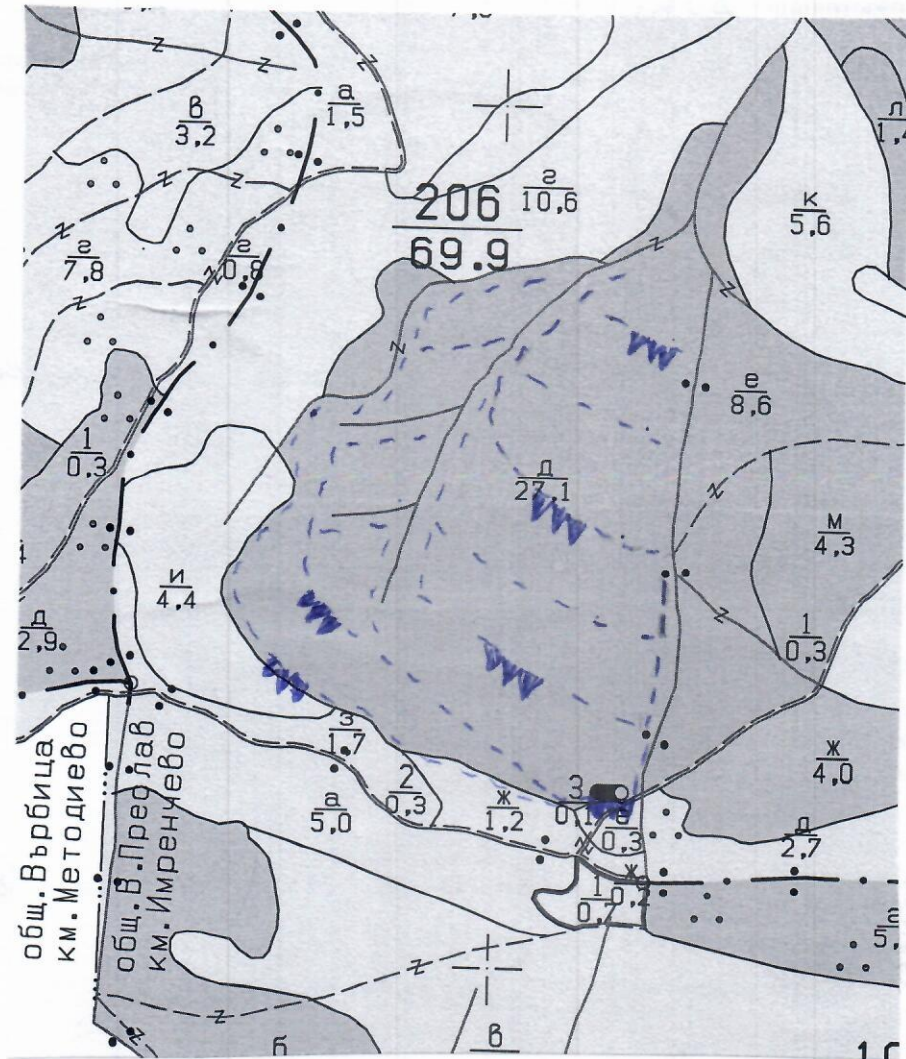 а
1,5
в
3,2
л
206
69.9
г
10,6
к
5,6
г
7,8
г
0,8
е
8,6
1
0,3
д
27,1
м
4,3
и
4,4
д
2,9
1
0,3
з
1,7
2
0,3
ж
4,0
а
5,0
ж
1,2
3
0,1
0,3
д
2,7
ж
0,2
1
0,7
общ. Върбица
км. Методиево
общ. В. Преслав
км. Имренчево
б
в